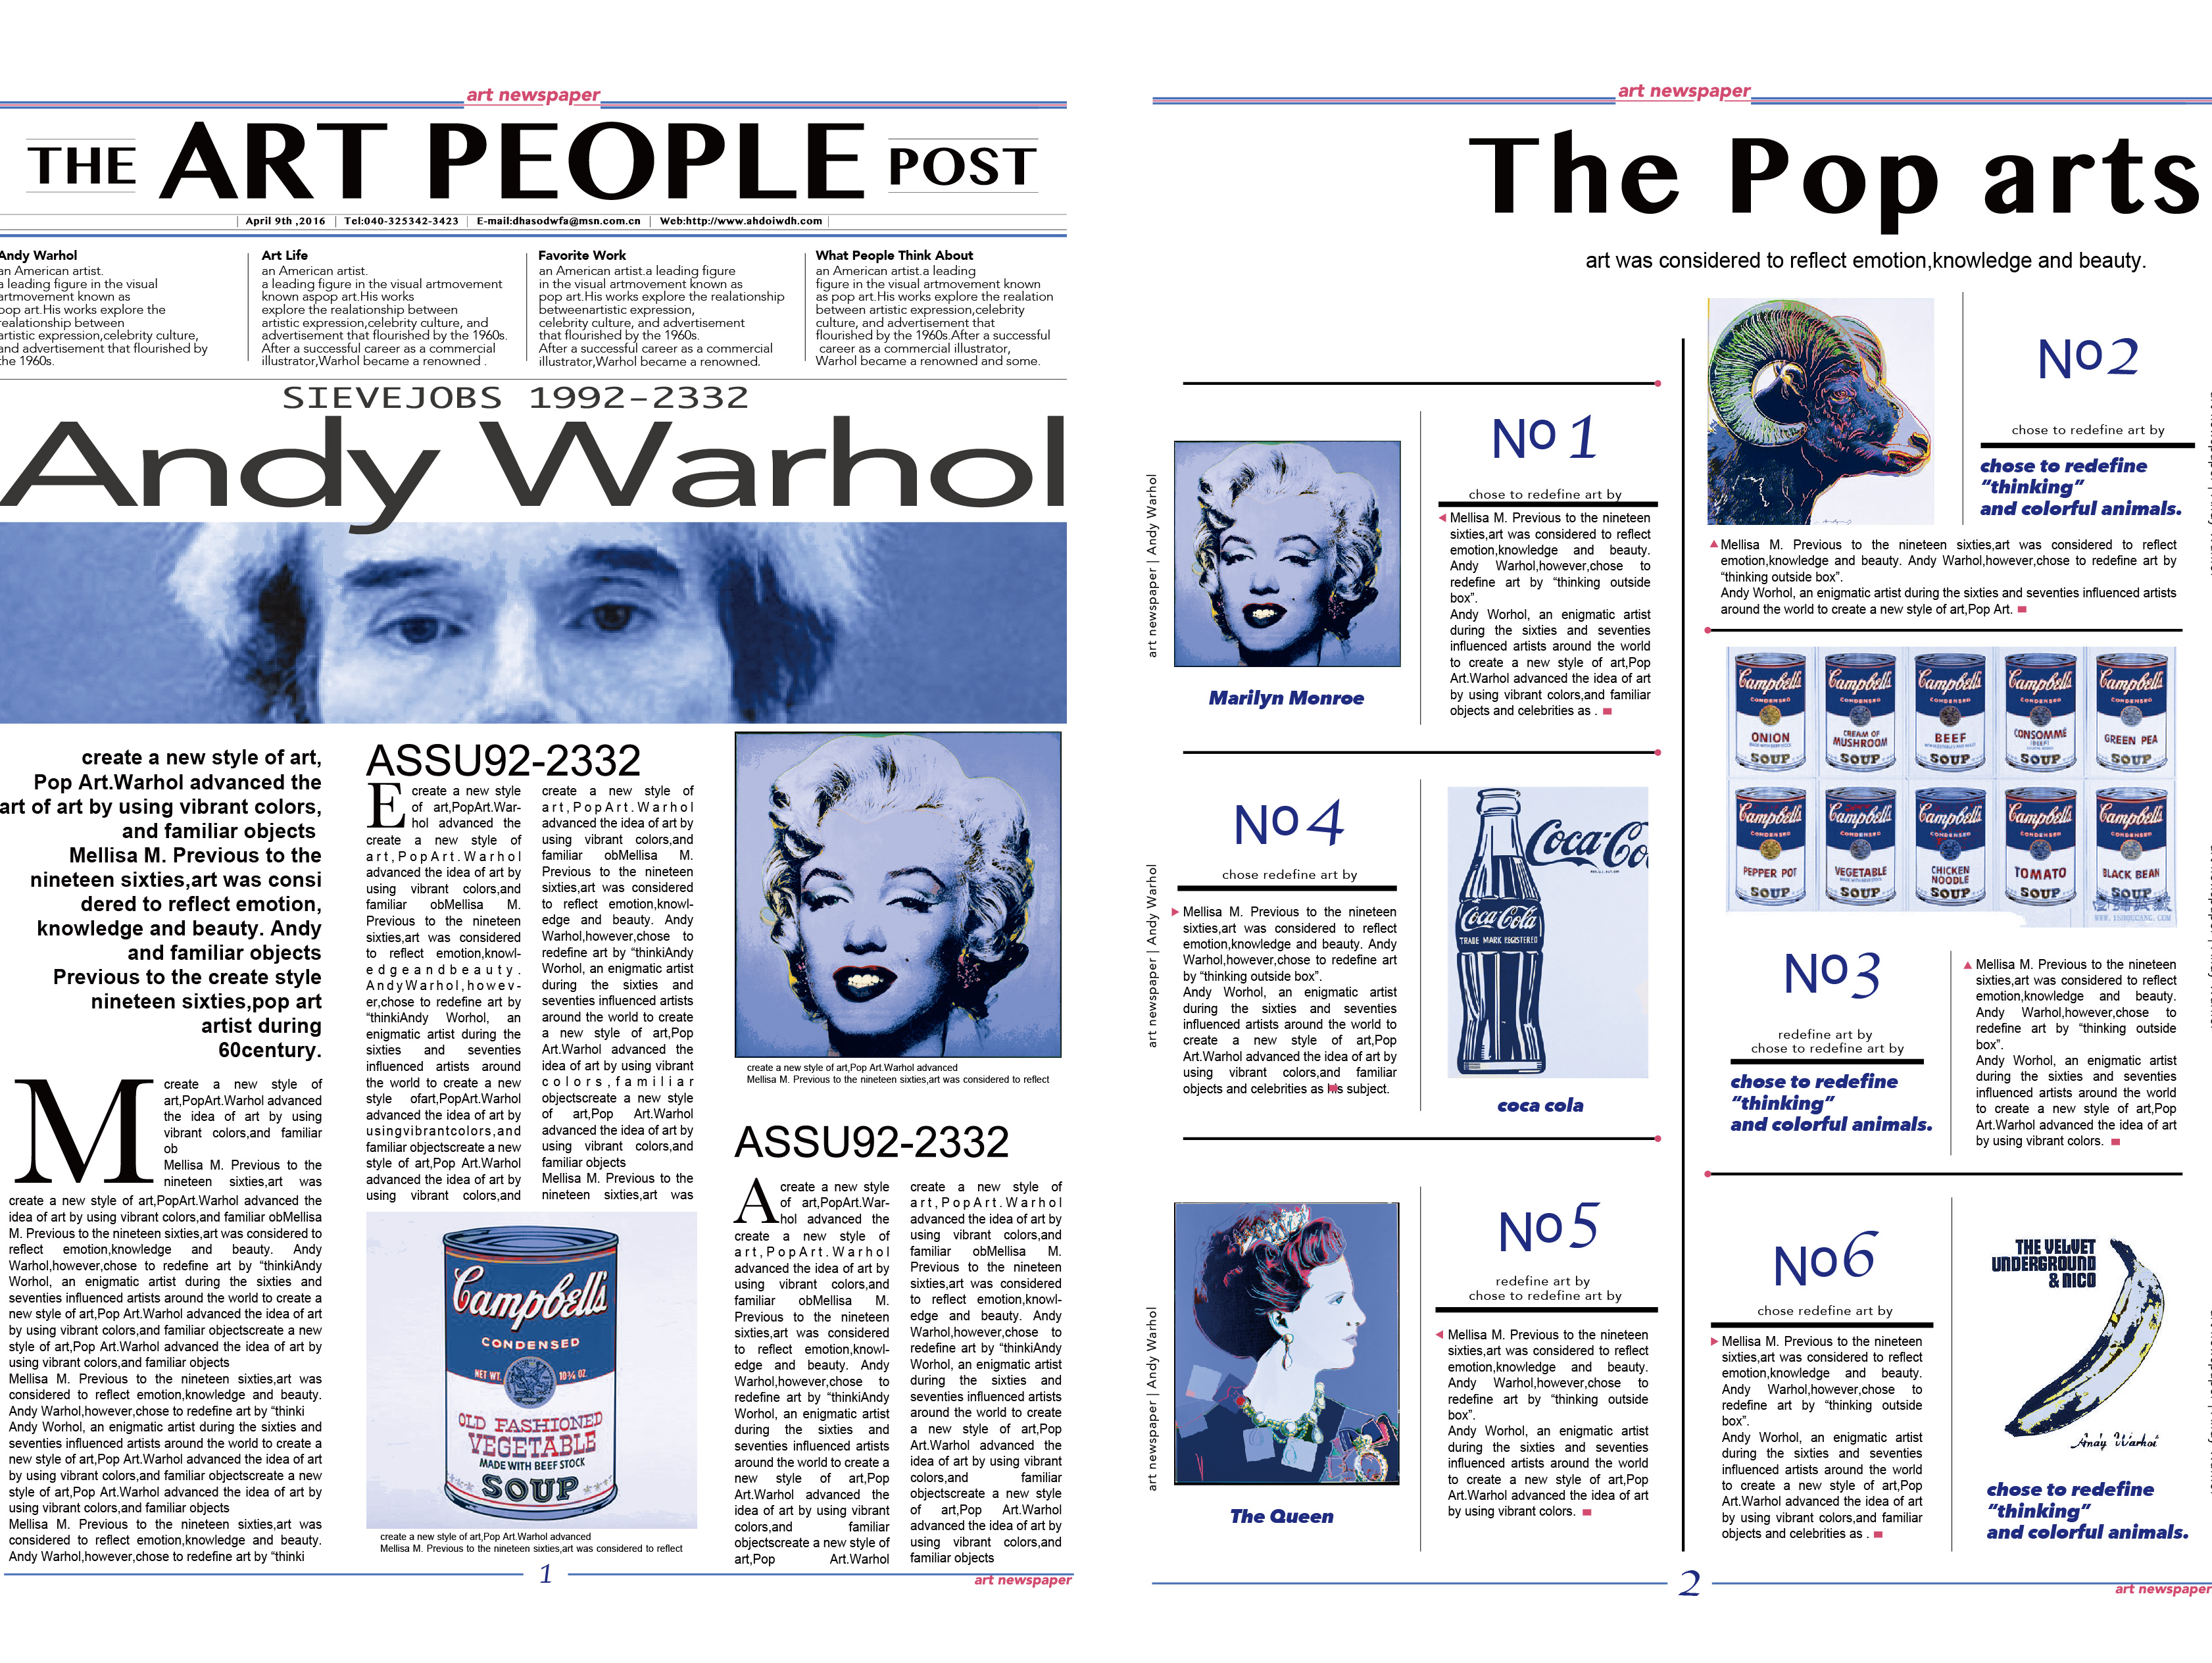 art newspaper
THE ART PEOPLE POST
April 9th ,2016 | Tel:040-325342-3423 | E-mail:dhasodwfa@msn.com.cn | Web:http://www.ahdoiwdh.com
Andy Warhol
an American artist.
a leading figure in the visual
artmovement known as
pop art.His works explore the
realationship between
artistic expression,celebrity culture,
and advertisement that flourished by
the 1960s.
Art Life
an American artist.
a leading figure in the visual artmovement
known aspop art.His works
explore the realationship between
artistic expression,celebrity culture, and
advertisement that flourished by the 1960s.
After a successful career as a commercial
illustrator,Warhol became a renowned .
Favorite Work
an American artist.a leading figure
in the visual artmovement known as
pop art.His works explore the realationship
betweenartistic expression,
celebrity culture, and advertisement
that flourished by the 1960s.
After a successful career as a commercial
illustrator,Warhol became a renowned.
What People Think About
an American artist.a leading
figure in the visual artmovement known
as pop art.His works explore the realation
between artistic expression,celebrity
culture, and advertisement that
flourished by the 1960s.After a successful
career as a commercial illustrator,
Warhol became a renowned and some.
SIEVEJOBS 1992-2332
Andy Warhol
create a new style of art,
Pop Art.Warhol advanced the
art of art by using vibrant colors,
and familiar objects
Mellisa M. Previous to the
nineteen sixties,art was consi
dered to reflect emotion,
knowledge and beauty. Andy
and familiar objects
Previous to the create style
nineteen sixties,pop art
artist during
60century.
M
create a new style of
art,PopArt.Warhol advanced
the idea of art by using
vibrant colors,and familiar
ob
Mellisa M. Previous to the
nineteen sixties,art was
create a new style of art,PopArt.Warhol advanced the
idea of art by using vibrant colors,and familiar obMellisa
M. Previous to the nineteen sixties,art was considered to
reflect emotion,knowledge and beauty. Andy
Warhol,however,chose to redefine art by “thinkiAndy
Worhol, an enigmatic artist during the sixties and
seventies influenced artists around the world to create a
new style of art,Pop Art.Warhol advanced the idea of art
by using vibrant colors,and familiar objectscreate a new
style of art,Pop Art.Warhol advanced the idea of art by
using vibrant colors,and familiar objects
Mellisa M. Previous to the nineteen sixties,art was
considered to reflect emotion,knowledge and beauty.
Andy Warhol,however,chose to redefine art by “thinki
Andy Worhol, an enigmatic artist during the sixties and
seventies influenced artists around the world to create a
new style of art,Pop Art.Warhol advanced the idea of art
by using vibrant colors,and familiar objectscreate a new
style of art,Pop Art.Warhol advanced the idea of art by
using vibrant colors,and familiar objects
Mellisa M. Previous to the nineteen sixties,art was
considered to reflect emotion,knowledge and beauty.
Andy Warhol,however,chose to redefine art by “thinki
ASSU92-2332
E create a new style
of art,PopArt.War-
hol advanced the
create a new style of
art,PopArt.Warhol
advanced the idea of art by
using vibrant colors,and
familiar obMellisa M.
Previous to the nineteen
sixties,art was considered
to reflect emotion,knowl-
edgeandbeauty.
AndyWarhol,howev-
er,chose to redefine art by
“thinkiAndy Worhol, an
enigmatic artist during the
sixties and seventies
influenced artists around
the world to create a new
style ofart,PopArt.Warhol
advanced the idea of art by
usingvibrantcolors,and
familiar objectscreate a new
style of art,Pop Art.Warhol
advanced the idea of art by
using vibrant colors,and
create a new style of
art,PopArt.Warhol
advanced the idea of art by
using vibrant colors,and
familiar obMellisa M.
Previous to the nineteen
sixties,art was considered
to reflect emotion,knowl-
edge and beauty. Andy
Warhol,however,chose to
redefine art by “thinkiAndy
Worhol, an enigmatic artist
during the sixties and
seventies influenced artists
around the world to create
a new style of art,Pop
Art.Warhol advanced the
idea of art by using vibrant
colors,familiar
objectscreate a new style
of art,Pop Art.Warhol
advanced the idea of art by
using vibrant colors,and
familiar objects
Mellisa M. Previous to the
nineteen sixties,art was
Campbell's
CONDENSED
NET WT. 10¾ OZ.
OLD FASHIONED
VEGETABLE
MADE WITH BEEF STOCK
SOUP
create a new style of art,Pop Art.Warhol advanced
Mellisa M. Previous to the nineteen sixties,art was considered to reflect
create a new style of art,Pop Art.Warhol advanced
Mellisa M. Previous to the nineteen sixties,art was considered to reflect
ASSU92-2332
A create a new style
of art,PopArt.War-
hol advanced the
create a new style of
art,PopArt.Warhol
advanced the idea of art by
using vibrant colors,and
familiar obMellisa M.
Previous to the nineteen
sixties,art was considered
to reflect emotion,knowl-
edge and beauty. Andy
Warhol,however,chose to
redefine art by “thinkiAndy
Worhol, an enigmatic artist
during the sixties and
seventies influenced artists
around the world to create a
new style of art,Pop
Art.Warhol advanced the
idea of art by using vibrant
colors,and familiar
objectscreate a new style of
art,Pop Art.Warhol
create a new style of
art,PopArt.Warhol
advanced the idea of art by
using vibrant colors,and
familiar obMellisa M.
Previous to the nineteen
sixties,art was considered
to reflect emotion,knowl-
edge and beauty. Andy
Warhol,however,chose to
redefine art by “thinkiAndy
Worhol, an enigmatic artist
during the sixties and
seventies influenced artists
around the world to create
a new style of art,Pop
Art.Warhol advanced the
idea of art by using vibrant
colors,and familiar
objectscreate a new style
of art,Pop Art.Warhol
advanced the idea of art by
using vibrant colors,and
familiar objects
1
art newspaper
art newspaper
The Pop arts
art was considered to reflect emotion,knowledge and beauty.
art newspaper | Andy Warhol
Marilyn Monroe
No1
chose to redefine art by
Mellisa M. Previous to the nineteen
sixties,art was considered to reflect
emotion,knowledge and beauty.
Andy Warhol,however,chose to
redefine art by “thinking outside
box”.
Andy Worhol, an enigmatic artist
during the sixties and seventies
influenced artists around the world
to create a new style of art,Pop
Art.Warhol advanced the idea of art
by using vibrant colors,and familiar
objects and celebrities as .
No2
chose to redefine art by
chose to redefine
“thinking”
and colorful animals.
Mellisa M. Previous to the nineteen sixties,art was considered to reflect
emotion,knowledge and beauty. Andy Warhol,however,chose to redefine art by
“thinking outside box”.
Andy Worhol, an enigmatic artist during the sixties and seventies influenced artists
around the world to create a new style of art,Pop Art.
Campbell's CONDENSED ONION SOUP
Campbell's CONDENSED CREAM OF MUSHROOM SOUP
Campbell's CONDENSED BEEF SOUP
Campbell's CONDENSED CONSOMMÉ (BEEF) SOUP
Campbell's CONDENSED GREEN PEA SOUP
Campbell's CONDENSED PEPPER POT SOUP
Campbell's CONDENSED VEGETABLE SOUP
Campbell's CONDENSED CHICKEN NOODLE SOUP
Campbell's CONDENSED TOMATO SOUP
Campbell's CONDENSED BLACK BEAN SOUP
No3
redefine art by
chose to redefine art by
chose to redefine
“thinking”
and colorful animals.
Mellisa M. Previous to the nineteen
sixties,art was considered to reflect
emotion,knowledge and beauty.
Andy Warhol,however,chose to
redefine art by “thinking outside
box”.
Andy Worhol, an enigmatic artist
during the sixties and seventies
influenced artists around the world
to create a new style of art,Pop
Art.Warhol advanced the idea of art
by using vibrant colors.
art newspaper | Andy Warhol
No4
chose redefine art by
Mellisa M. Previous to the nineteen
sixties,art was considered to reflect
emotion,knowledge and beauty. Andy
Warhol,however,chose to redefine art
by “thinking outside box”.
Andy Worhol, an enigmatic artist
during the sixties and seventies
influenced artists around the world to
create a new style of art,Pop
Art.Warhol advanced the idea of art by
using vibrant colors,and familiar
objects and celebrities as his subject.
Coca-Co
Coca-Cola
TRADE MARK REGISTERED
coca cola
art newspaper | Andy Warhol
The Queen
No5
redefine art by
chose to redefine art by
Mellisa M. Previous to the nineteen
sixties,art was considered to reflect
emotion,knowledge and beauty.
Andy Warhol,however,chose to
redefine art by “thinking outside
box”.
Andy Worhol, an enigmatic artist
during the sixties and seventies
influenced artists around the world
to create a new style of art,Pop
Art.Warhol advanced the idea of art
by using vibrant colors.
No6
chose redefine art by
Mellisa M. Previous to the nineteen
sixties,art was considered to reflect
emotion,knowledge and beauty.
Andy Warhol,however,chose to
redefine art by “thinking outside
box”.
Andy Worhol, an enigmatic artist
during the sixties and seventies
influenced artists around the world
to create a new style of art,Pop
Art.Warhol advanced the idea of art
by using vibrant colors,and familiar
objects and celebrities as .
THE VELVET
UNDERGROUND
& NICO
Andy Warhol
chose to redefine
“thinking”
and colorful animals.
2
art newspaper